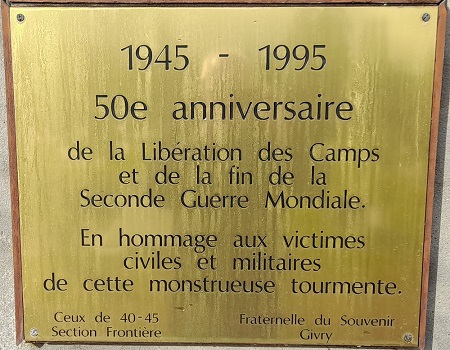 1945 - 1995
50e anniversaire
de la Libération des Camps
et de la fin de la
Seconde Guerre Mondiale.
En hommage aux victimes
civiles et militaires
de cette monstrueuse tourmente.
Ceux de 40-45
Section Frontière
Fraternelle du Souvenir
Givry